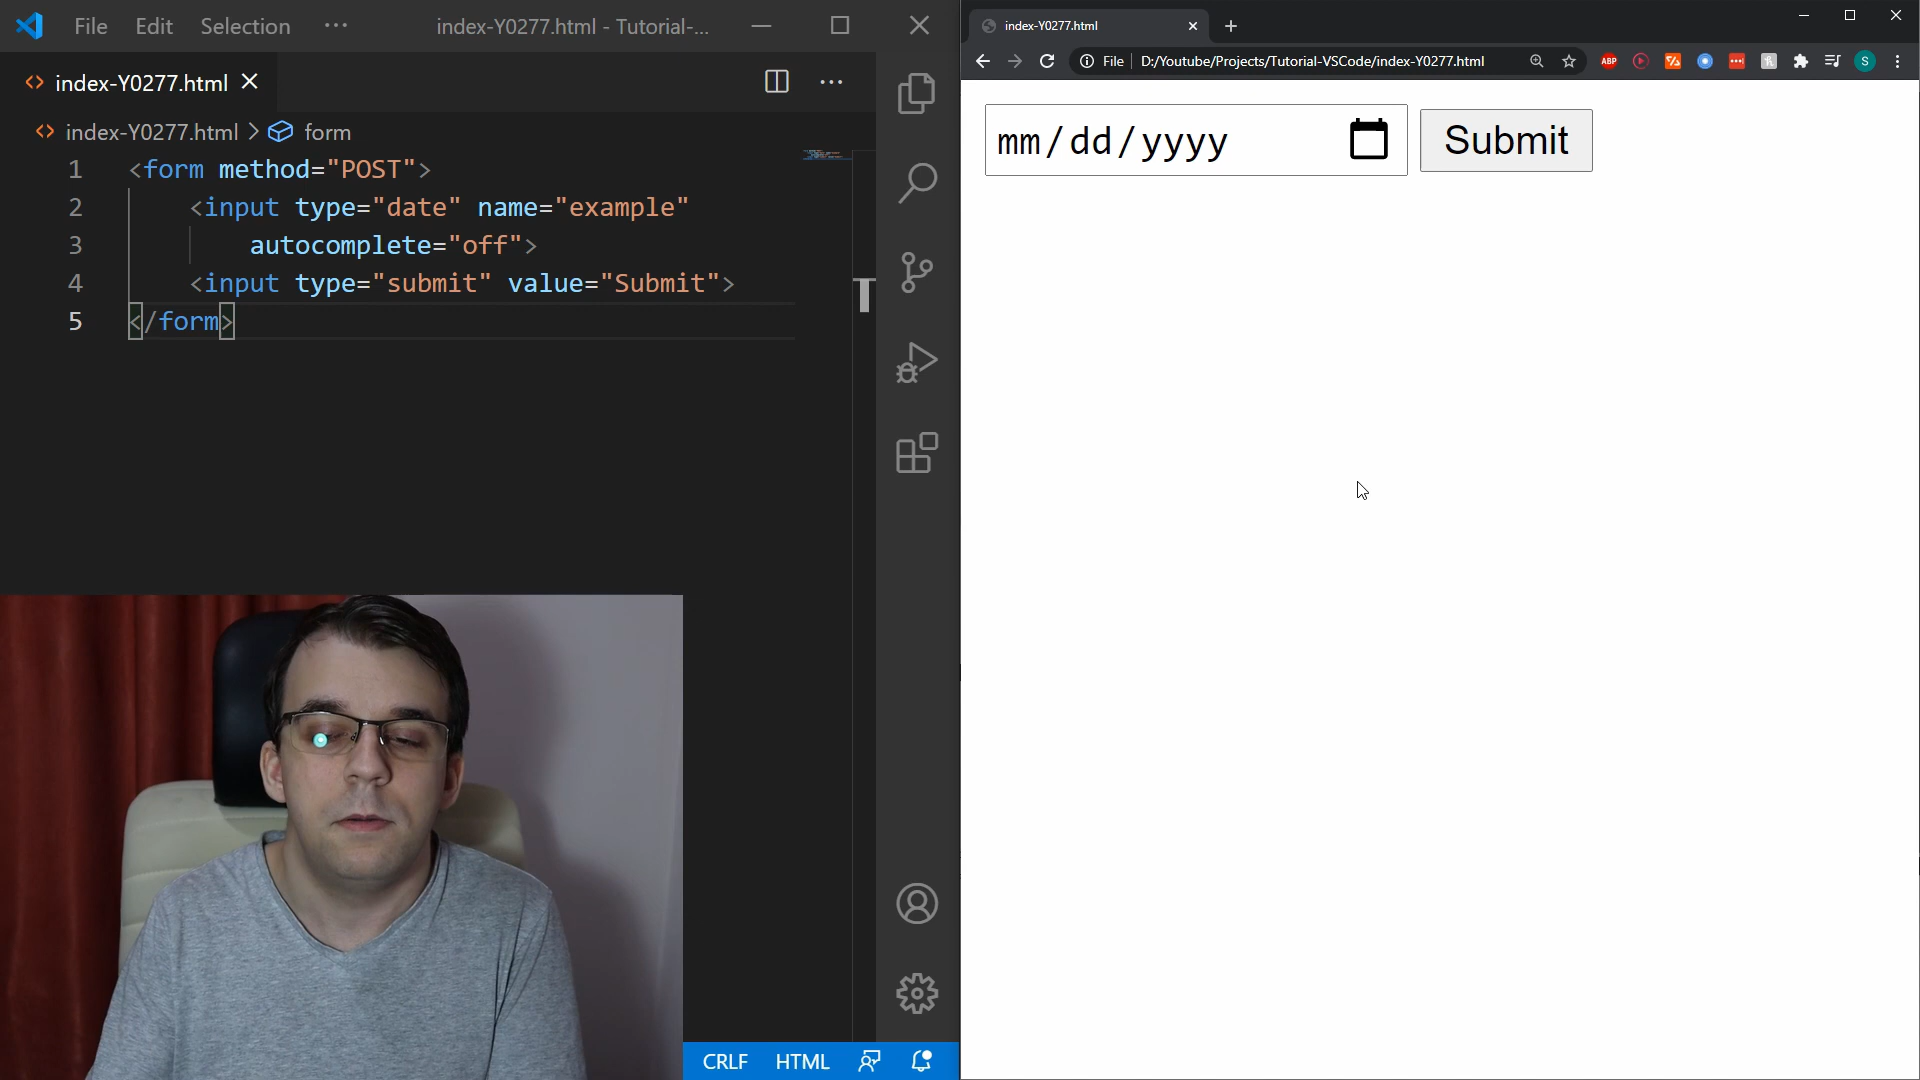 File Edit Selection ··· index-Y0277.html - Tutorial-...
index-Y0277.html
index-Y0277.html > form
1 <form method="POST">
2 <input type="date" name="example"
3 autocomplete="off">
4 <input type="submit" value="Submit">
5 </form>
CRLF HTML
index-Y0277.html
File D:/Youtube/Projects/Tutorial-VSCode/index-Y0277.html ABP S
mm/dd/yyyy Submit